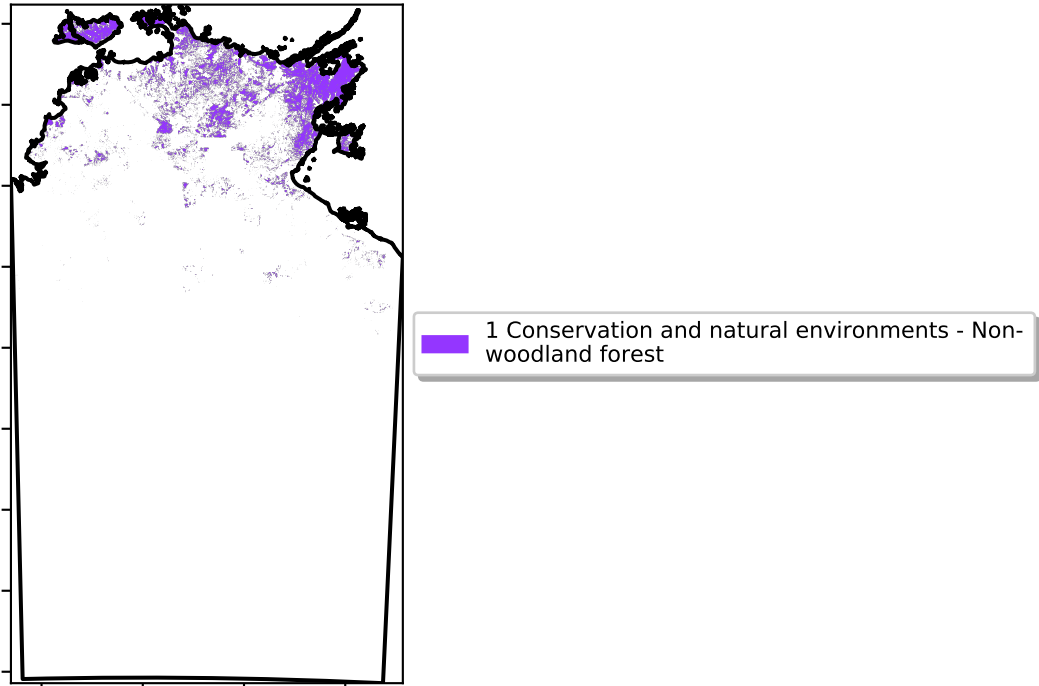 1 Conservation and natural environments - Non-
woodland forest